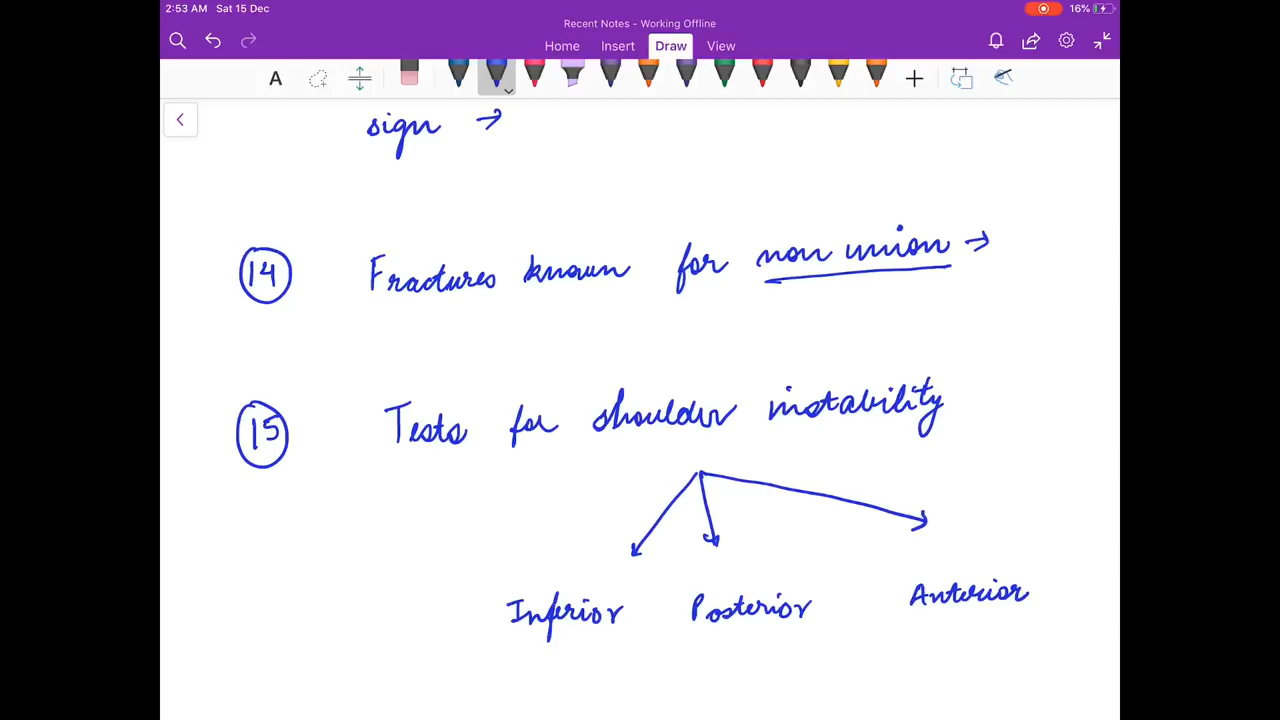 2:53 AM Sat 15 Dec
16%
Recent Notes - Working Offline
Home Insert Draw View
A
sign →
14 Fractures known for non union →
15 Tests for shoulder instability
Inferior Posterior Anterior